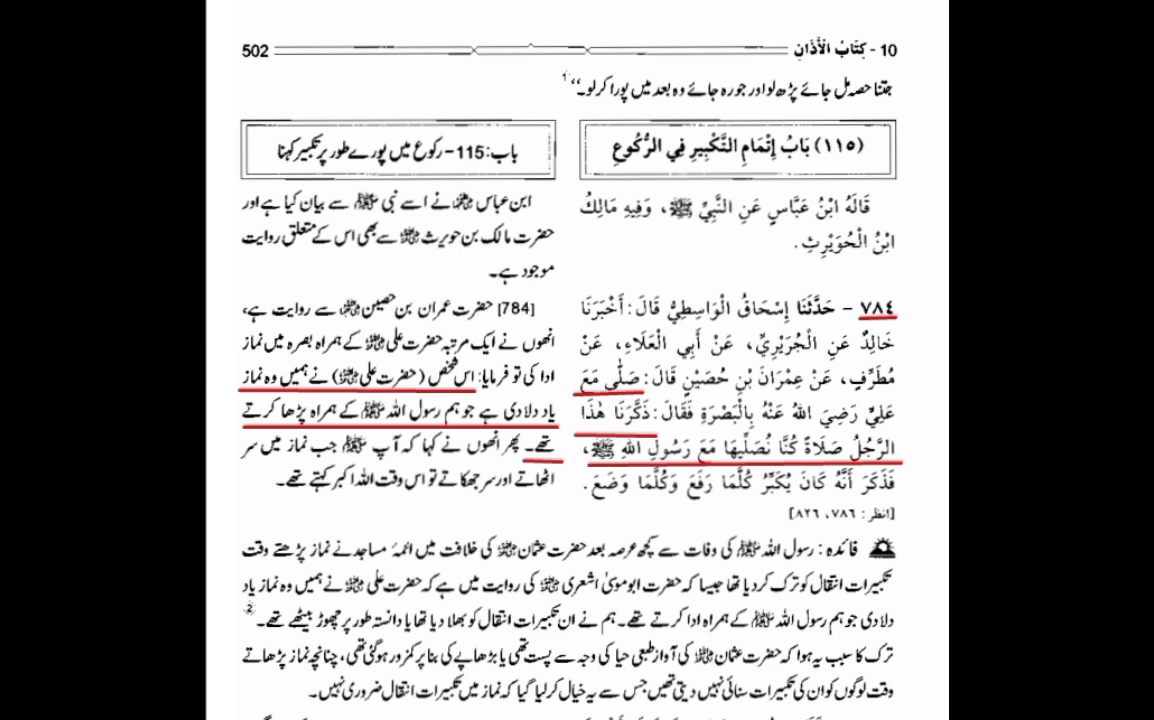 10 - كِتَابُ الْأَذَانِ 502
جتنا حصہ مل جائے پڑھ لو اور جو رہ جائے وہ بعد میں پورا کر لو۔‘‘
(١١٥) بَابُ إِتْمَامِ التَّكْبِيرِ فِي الرُّكُوعِ
قَالَهُ ابْنُ عَبَّاسٍ عَنِ النَّبِيِّ ﷺ، وَفِيهِ مَالِكُ
ابْنُ الْحُوَيْرِثِ.
٧٨٤ - حَدَّثَنَا إِسْحَاقُ الْوَاسِطِيُّ قَالَ: أَخْبَرَنَا
خَالِدٌ عَنِ الْجُرَيْرِيِّ، عَنْ أَبِي الْعَلَاءِ، عَنْ
مُطَرِّفٍ، عَنْ عِمْرَانَ بْنِ حُصَيْنٍ قَالَ: صَلَّى مَعَ
عَلِيٍّ رَضِيَ اللهُ عَنْهُ بِالْبَصْرَةِ فَقَالَ: ذَكَّرَنَا هٰذَا
الرَّجُلُ صَلَاةً كُنَّا نُصَلِّيهَا مَعَ رَسُولِ اللهِ ﷺ،
فَذَكَرَ أَنَّهُ كَانَ يُكَبِّرُ كُلَّمَا رَفَعَ وَكُلَّمَا وَضَعَ.
[انظر: ٧٨٦، ٨٢٦]
باب: 115- رکوع میں پورے طور پر تکبیر کہنا
ابن عباس ؓ نے اسے نبی ﷺ سے بیان کیا ہے اور
حضرت مالک بن حویرث ؓ سے بھی اس کے متعلق روایت
موجود ہے۔
[784] حضرت عمران بن حصین ؓ سے روایت ہے،
انھوں نے ایک مرتبہ حضرت علی ؓ کے ہمراہ بصرہ میں نماز
ادا کی تو فرمایا: اس شخص (حضرت علی ؓ) نے ہمیں وہ نماز
یاد دلا دی ہے جو ہم رسول اللہ ﷺ کے ہمراہ پڑھا کرتے
تھے۔ پھر انھوں نے کہا کہ آپ ﷺ جب نماز میں سر
اٹھاتے اور سر جھکاتے تو اس وقت اللہ اکبر کہتے تھے۔
فائدہ: رسول اللہ ﷺ کی وفات سے کچھ عرصہ بعد حضرت عثمان ؓ کی خلافت میں ائمۂ مساجد نے نماز پڑھتے وقت
تکبیرات انتقال کو ترک کر دیا تھا جیسا کہ حضرت ابو موسیٰ اشعری ؓ کی روایت میں ہے کہ حضرت علی ؓ نے ہمیں وہ نماز یاد
دلا دی جو ہم رسول اللہ ﷺ کے ہمراہ ادا کرتے تھے۔ ہم نے ان تکبیرات انتقال کو بھلا دیا تھا یا دانستہ طور پر چھوڑ بیٹھے تھے۔ ②
ترک کا سبب یہ ہوا کہ حضرت عثمان ؓ کی آواز طبعی حیا کی وجہ سے پست تھی یا بڑھاپے کی بنا پر کمزور ہو گئی تھی، چنانچہ نماز پڑھاتے
وقت لوگوں کو ان کی تکبیرات سنائی نہیں دیتی تھیں جس سے یہ خیال کر لیا گیا کہ نماز میں تکبیرات انتقال ضروری نہیں۔